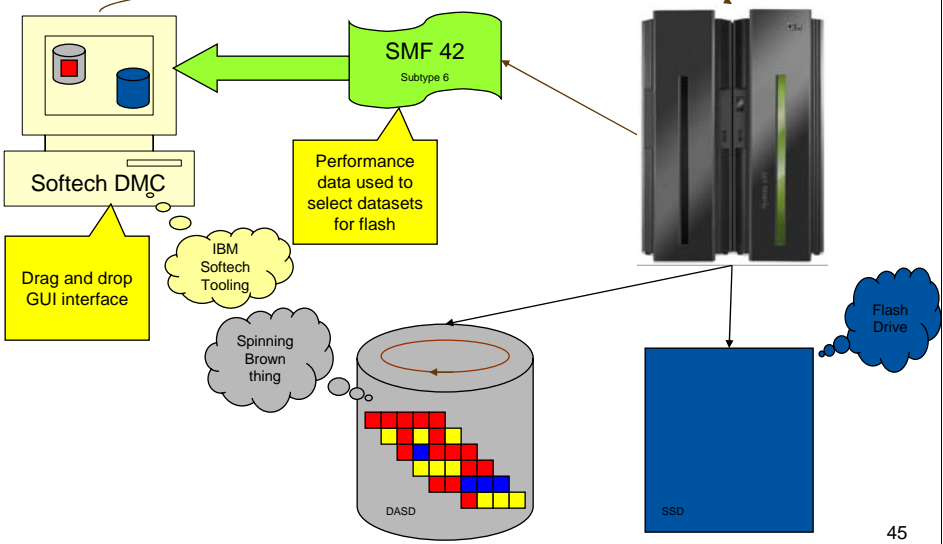 SMF 42
Subtype 6
Softech DMC
Performance
data used to
select datasets
for flash
Drag and drop
GUI interface
IBM
Softech
Tooling
Spinning
Brown
thing
Flash
Drive
DASD
SSD
45